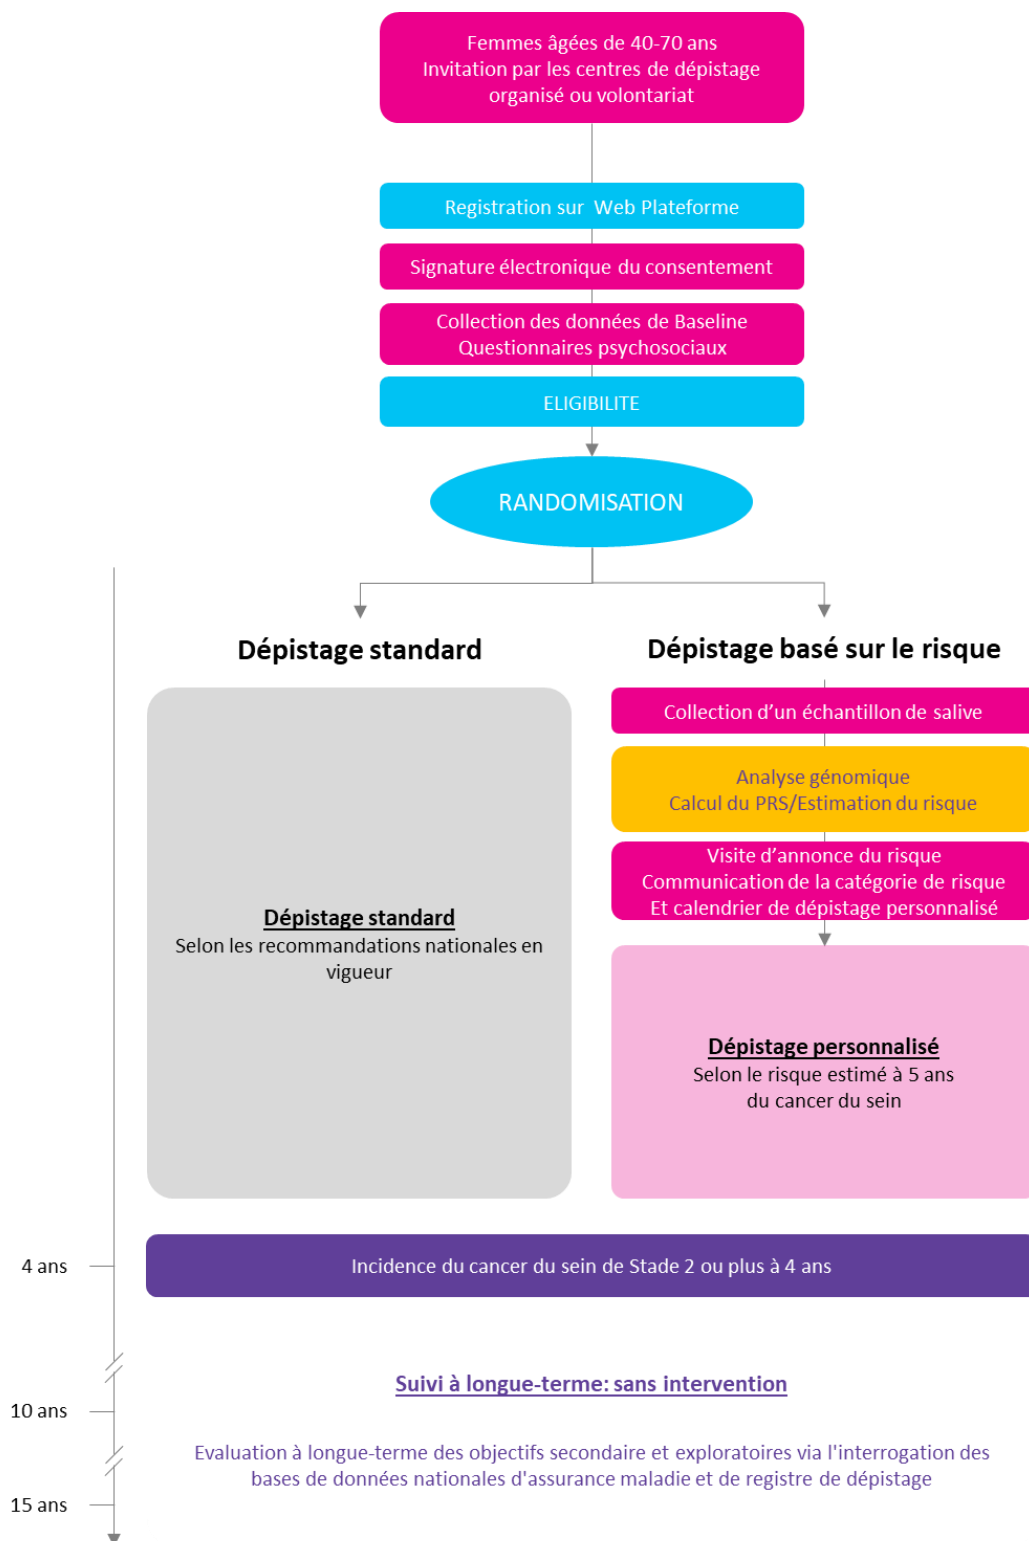 Femmes âgées de 40-70 ans
Invitation par les centres de dépistage
organisé ou volontariat
Registration sur Web Plateforme
Signature électronique du consentement
Collection des données de Baseline
Questionnaires psychosociaux
ELIGIBILITE
RANDOMISATION
Dépistage standard
Dépistage standard
Selon les recommandations nationales en
vigueur
Dépistage basé sur le risque
Collection d’un échantillon de salive
Analyse génomique
Calcul du PRS/Estimation du risque
Visite d’annonce du risque
Communication de la catégorie de risque
Et calendrier de dépistage personnalisé
Dépistage personnalisé
Selon le risque estimé à 5 ans
du cancer du sein
4 ans
Incidence du cancer du sein de Stade 2 ou plus à 4 ans
Suivi à longue-terme: sans intervention
10 ans
Evaluation à longue-terme des objectifs secondaire et exploratoires via l'interrogation des
bases de données nationales d'assurance maladie et de registre de dépistage
15 ans